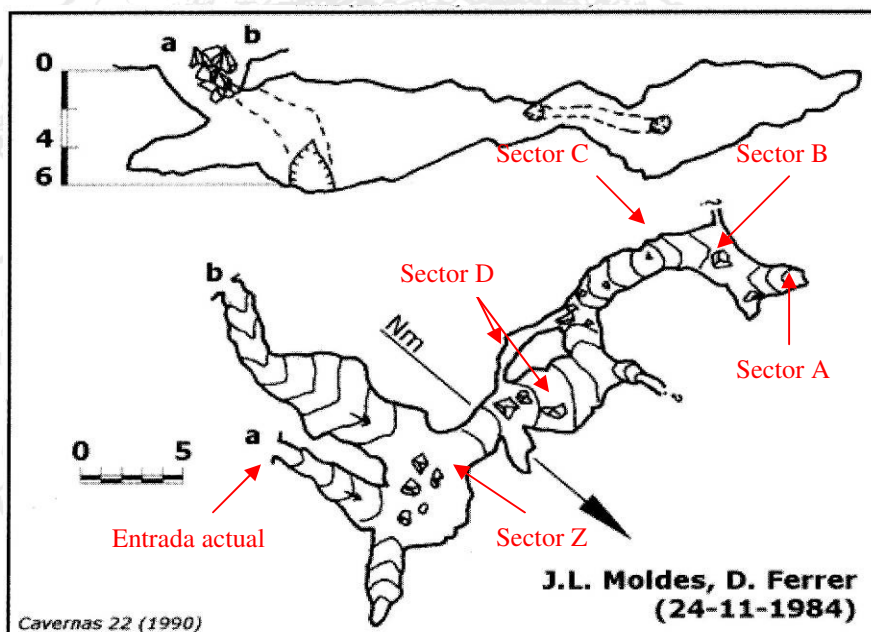 a b
0
4
6
Sector C
Sector B
Sector D
b
Nm
Sector A
a
0 5
Entrada actual
Sector Z
J.L. Moldes, D. Ferrer
(24-11-1984)
Cavernas 22 (1990)
?
?